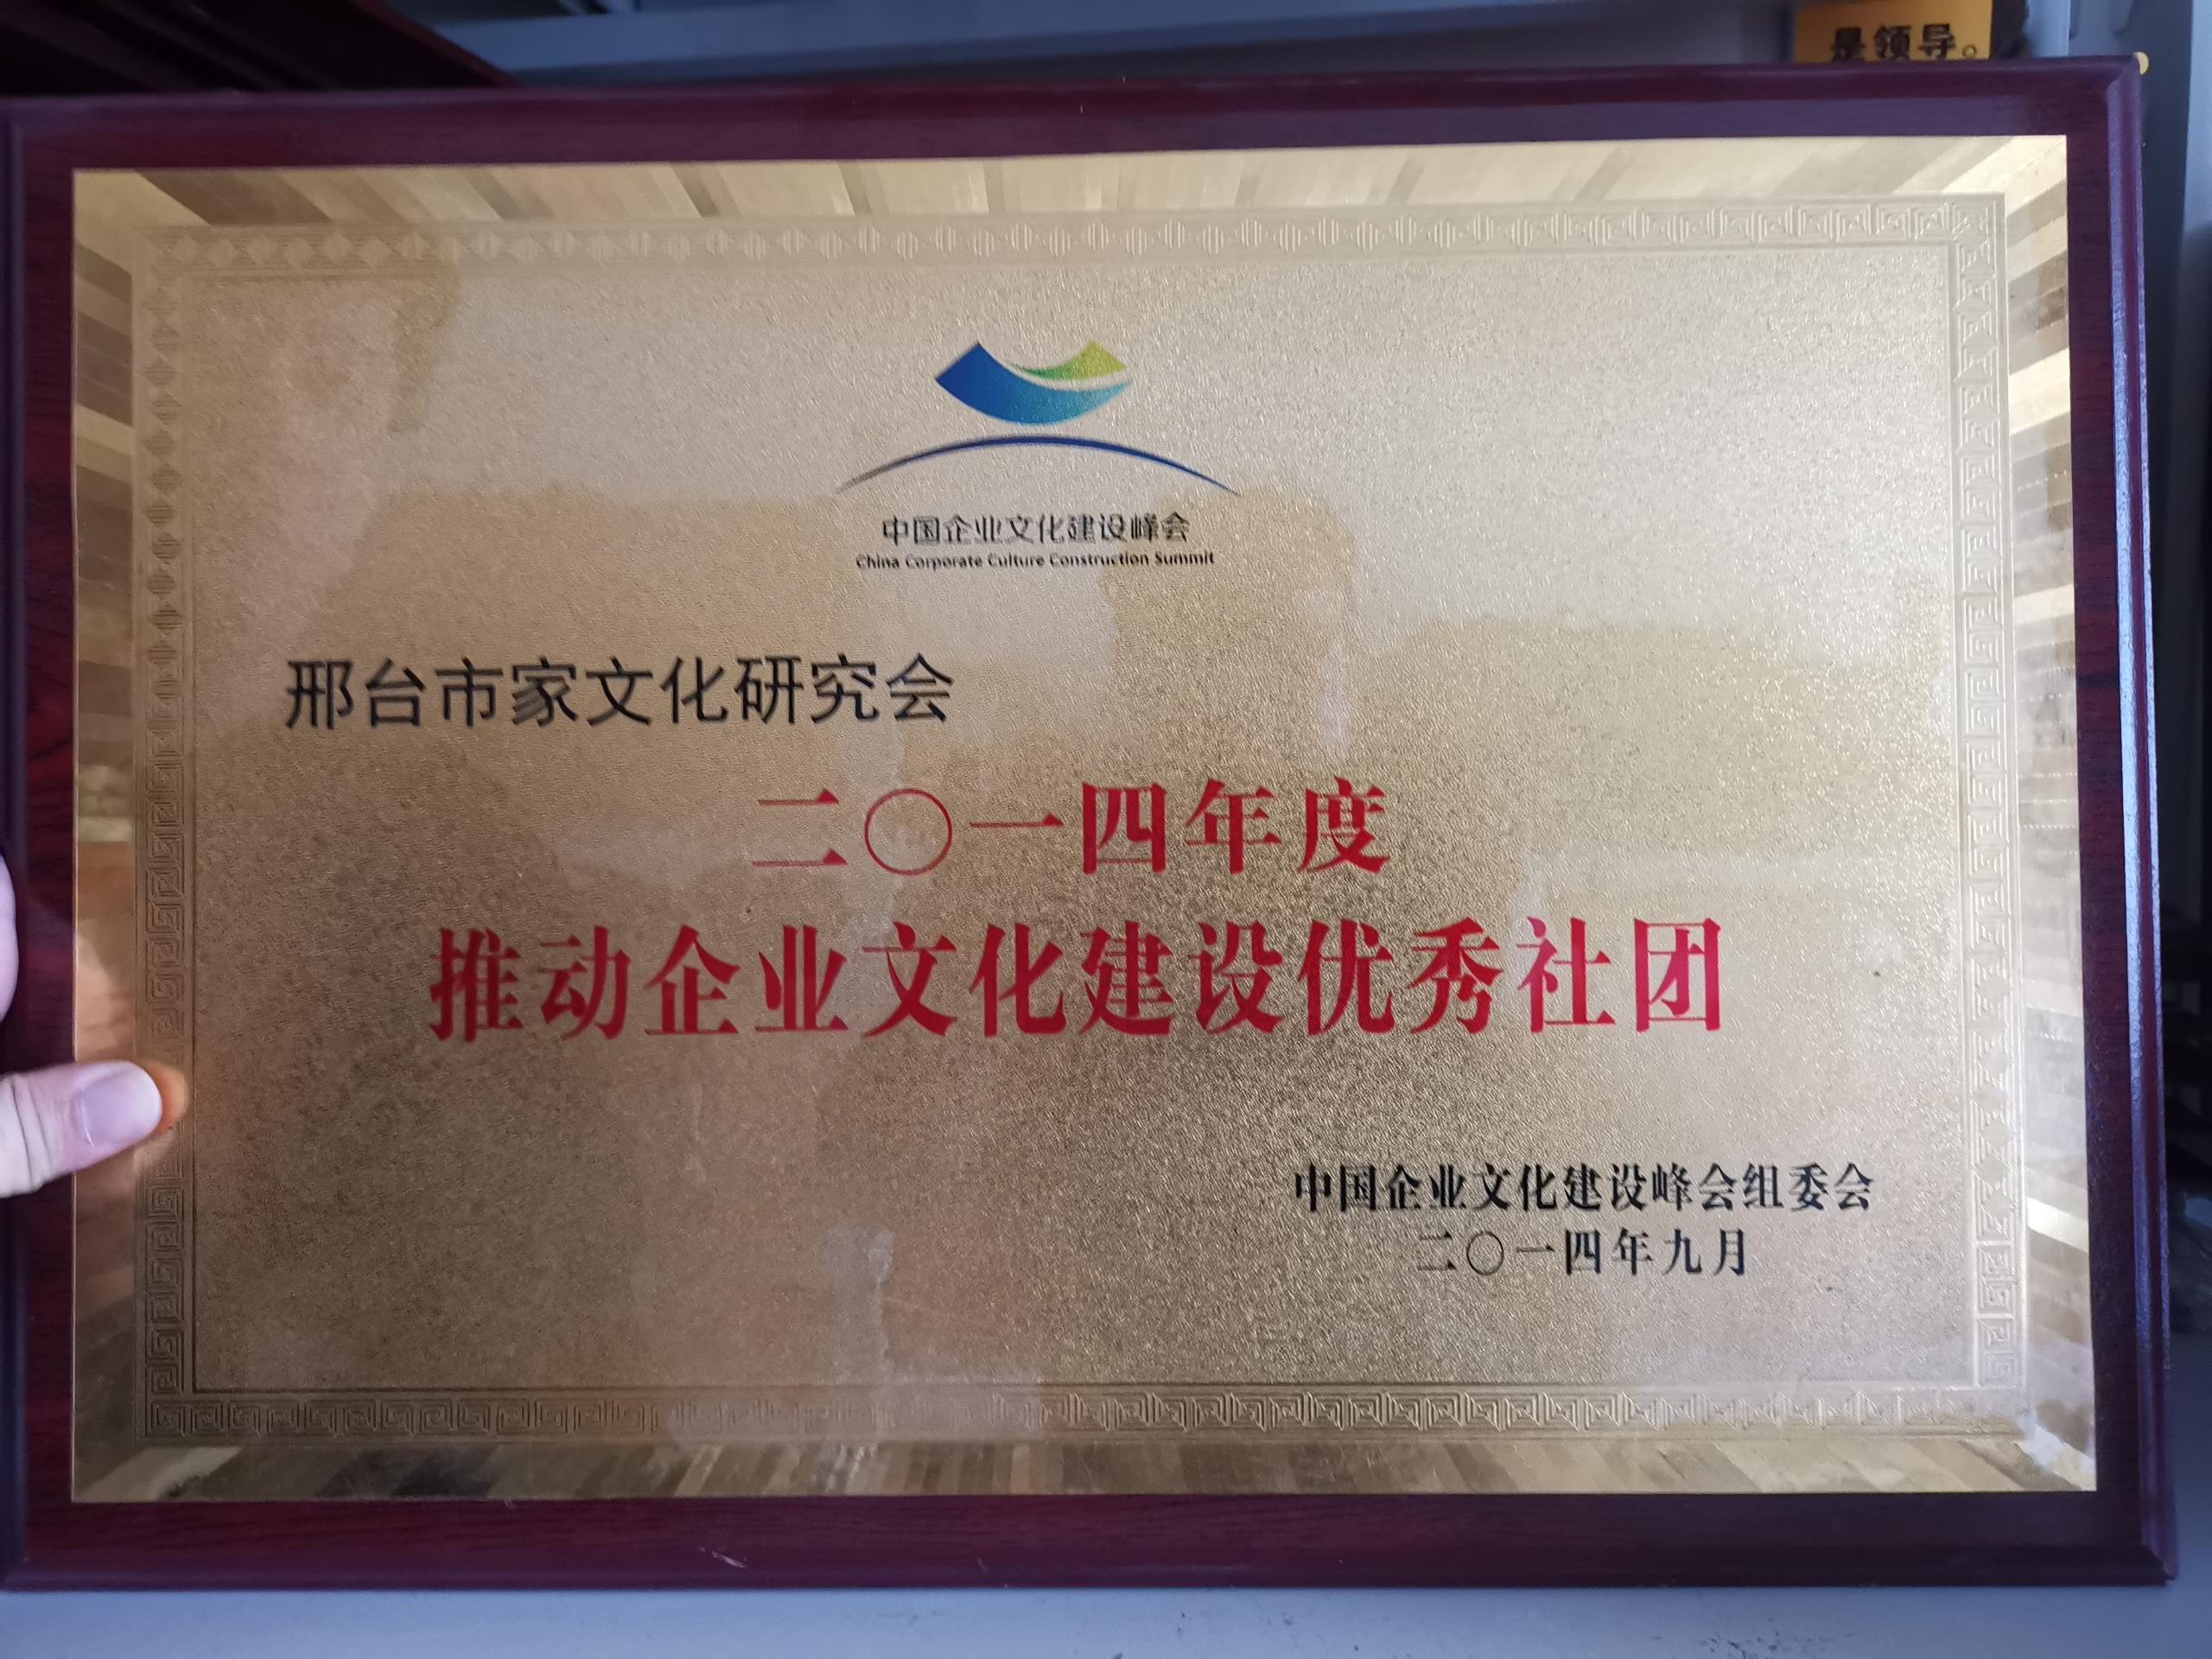 是领导。
中国企业文化建设峰会
China Corporate Culture Construction Summit
邢台市家文化研究会
二〇一四年度
推动企业文化建设优秀社团
中国企业文化建设峰会组委会
二〇一四年九月